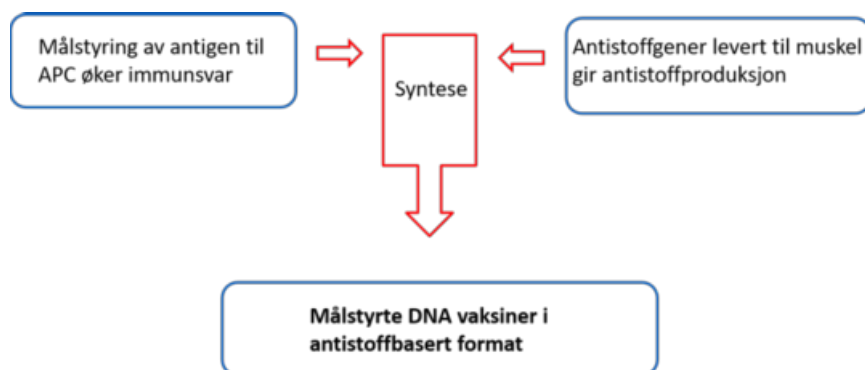 Målstyring av antigen til
APC øker immunsvar
Syntese
Antistoffgener levert til muskel
gir antistoffproduksjon
Målstyrte DNA vaksiner i
antistoffbasert format